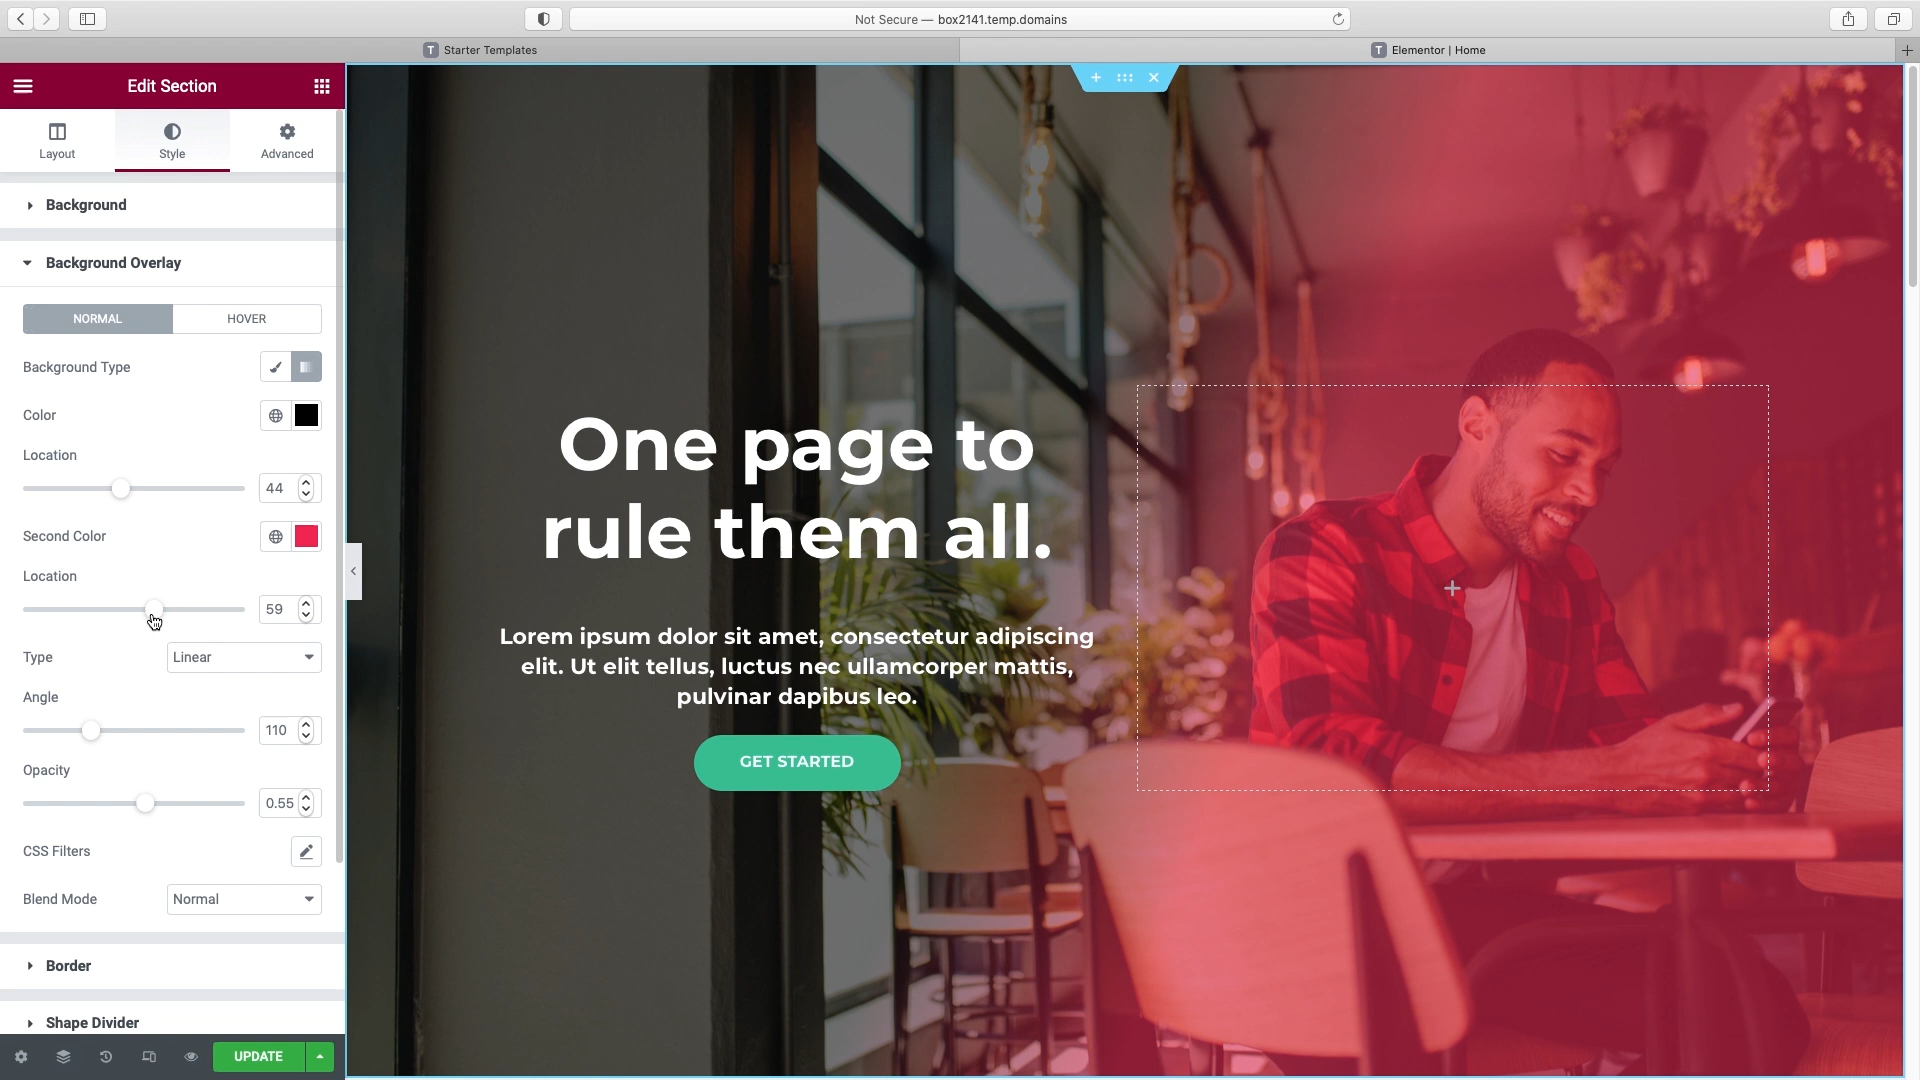 Not Secure — box2141.temp.domains
T Starter Templates
T Elementor | Home
Edit Section
Layout
Style
Advanced
Background
Background Overlay
NORMAL
HOVER
Background Type
Color
Location
44
Second Color
Location
59
Type
Linear
Angle
110
Opacity
0.55
CSS Filters
Blend Mode
Normal
Border
Shape Divider
UPDATE
One page to
rule them all.
Lorem ipsum dolor sit amet, consectetur adipiscing
elit. Ut elit tellus, luctus nec ullamcorper mattis,
pulvinar dapibus leo.
GET STARTED